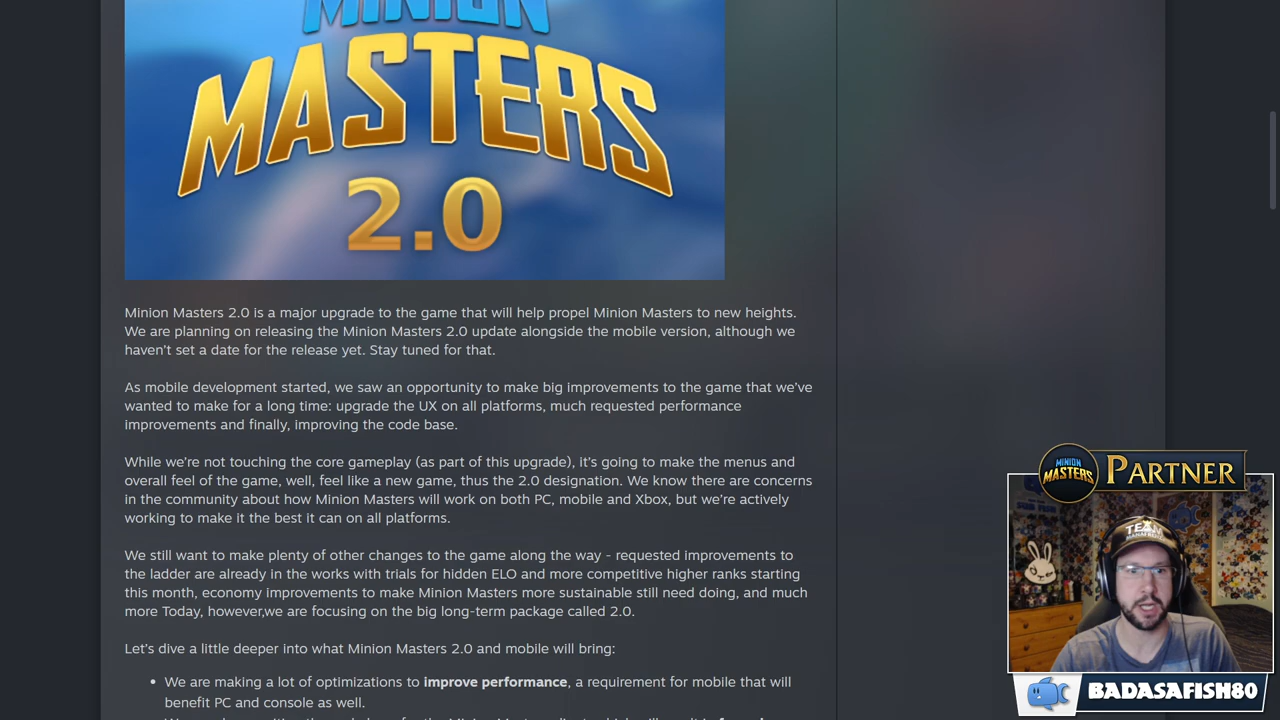 MINION
MASTERS
2.0
Minion Masters 2.0 is a major upgrade to the game that will help propel Minion Masters to new heights.
We are planning on releasing the Minion Masters 2.0 update alongside the mobile version, although we
haven't set a date for the release yet. Stay tuned for that.
As mobile development started, we saw an opportunity to make big improvements to the game that we've
wanted to make for a long time: upgrade the UX on all platforms, much requested performance
improvements and finally, improving the code base.
While we're not touching the core gameplay (as part of this upgrade), it's going to make the menus and
overall feel of the game, well, feel like a new game, thus the 2.0 designation. We know there are concerns
in the community about how Minion Masters will work on both PC, mobile and Xbox, but we're actively
working to make it the best it can on all platforms.
We still want to make plenty of other changes to the game along the way - requested improvements to
the ladder are already in the works with trials for hidden ELO and more competitive higher ranks starting
this month, economy improvements to make Minion Masters more sustainable still need doing, and much
more Today, however,we are focusing on the big long-term package called 2.0.
Let's dive a little deeper into what Minion Masters 2.0 and mobile will bring:
• We are making a lot of optimizations to improve performance, a requirement for mobile that will
benefit PC and console as well.
MINION
MASTERS
PARTNER
TEAM
BADASAFISH80